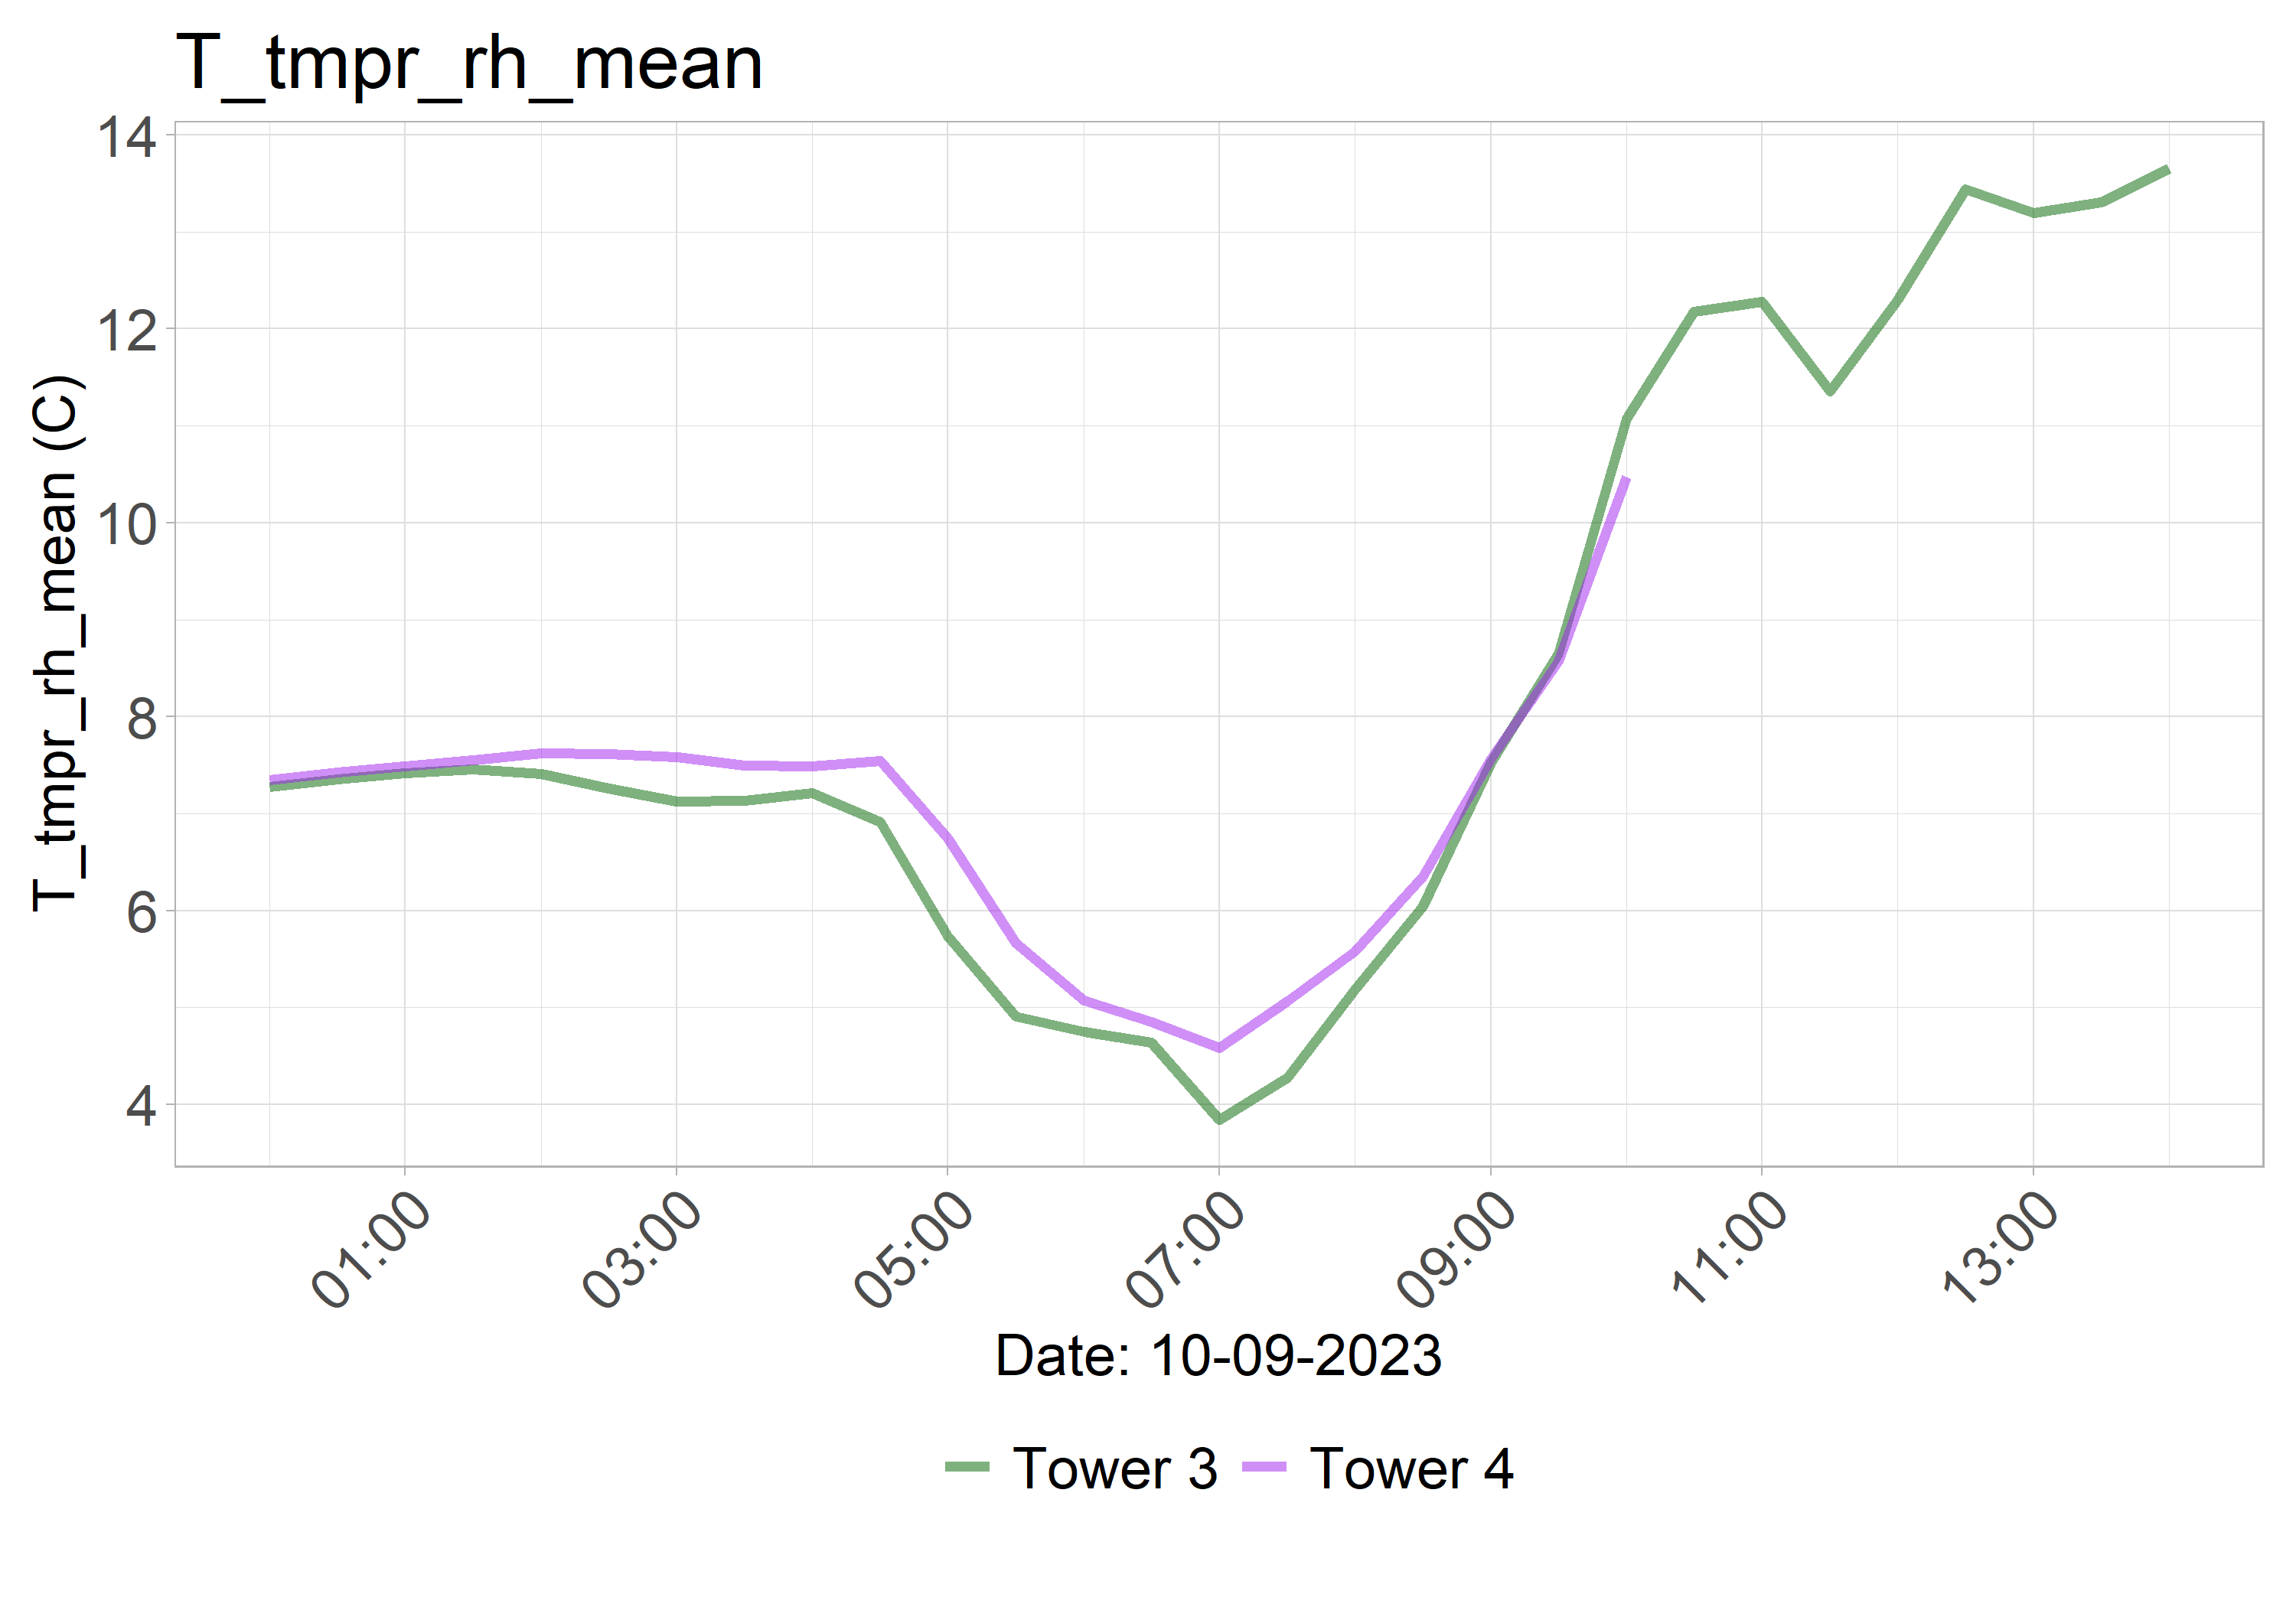 T_tmpr_rh_mean
T_tmpr_rh_mean (C)
14
12
10
8
6
4
01:00
03:00
05:00
07:00
09:00
11:00
13:00
Date: 10-09-2023
Tower 3
Tower 4